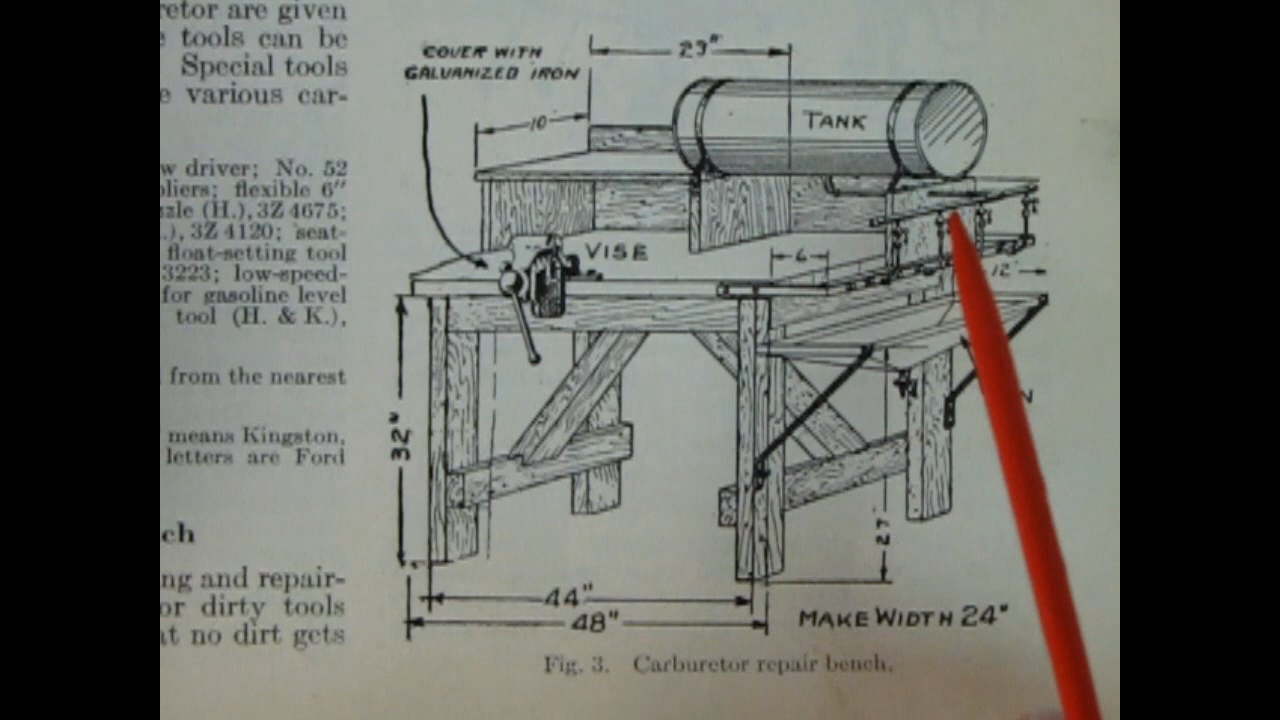 retor are given
e tools can be
Special tools
e various car-
w driver; No. 52
pliers; flexible 6"
zzle (H.), 3Z 4675;
.), 3Z 4120; seat-
float-setting tool
3223; low-speed-
for gasoline level
tool (H. & K.),
from the nearest
means Kingston,
letters are Ford
ch
ng and repair-
or dirty tools
at no dirt gets
COVER WITH
GALVANIZED IRON
29"
10"
TANK
VISE
6"
12"
32"
27"
44"
48"
MAKE WIDTH 24"
Fig. 3. Carburetor repair bench.